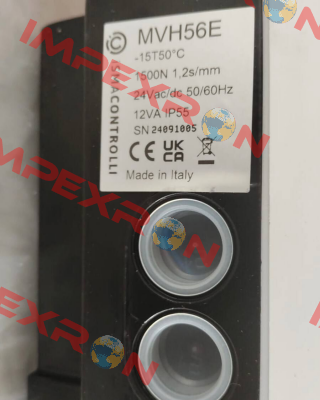 MVH56E
-15T50°C
1500N 1,2s/mm
24Vac/dc 50/60Hz
12VA IP55
SN 24091005
CE UK CA
Made in Italy
ISMACONTROLLI
IMPEXRON
IMPEXRON
IMPEXRON